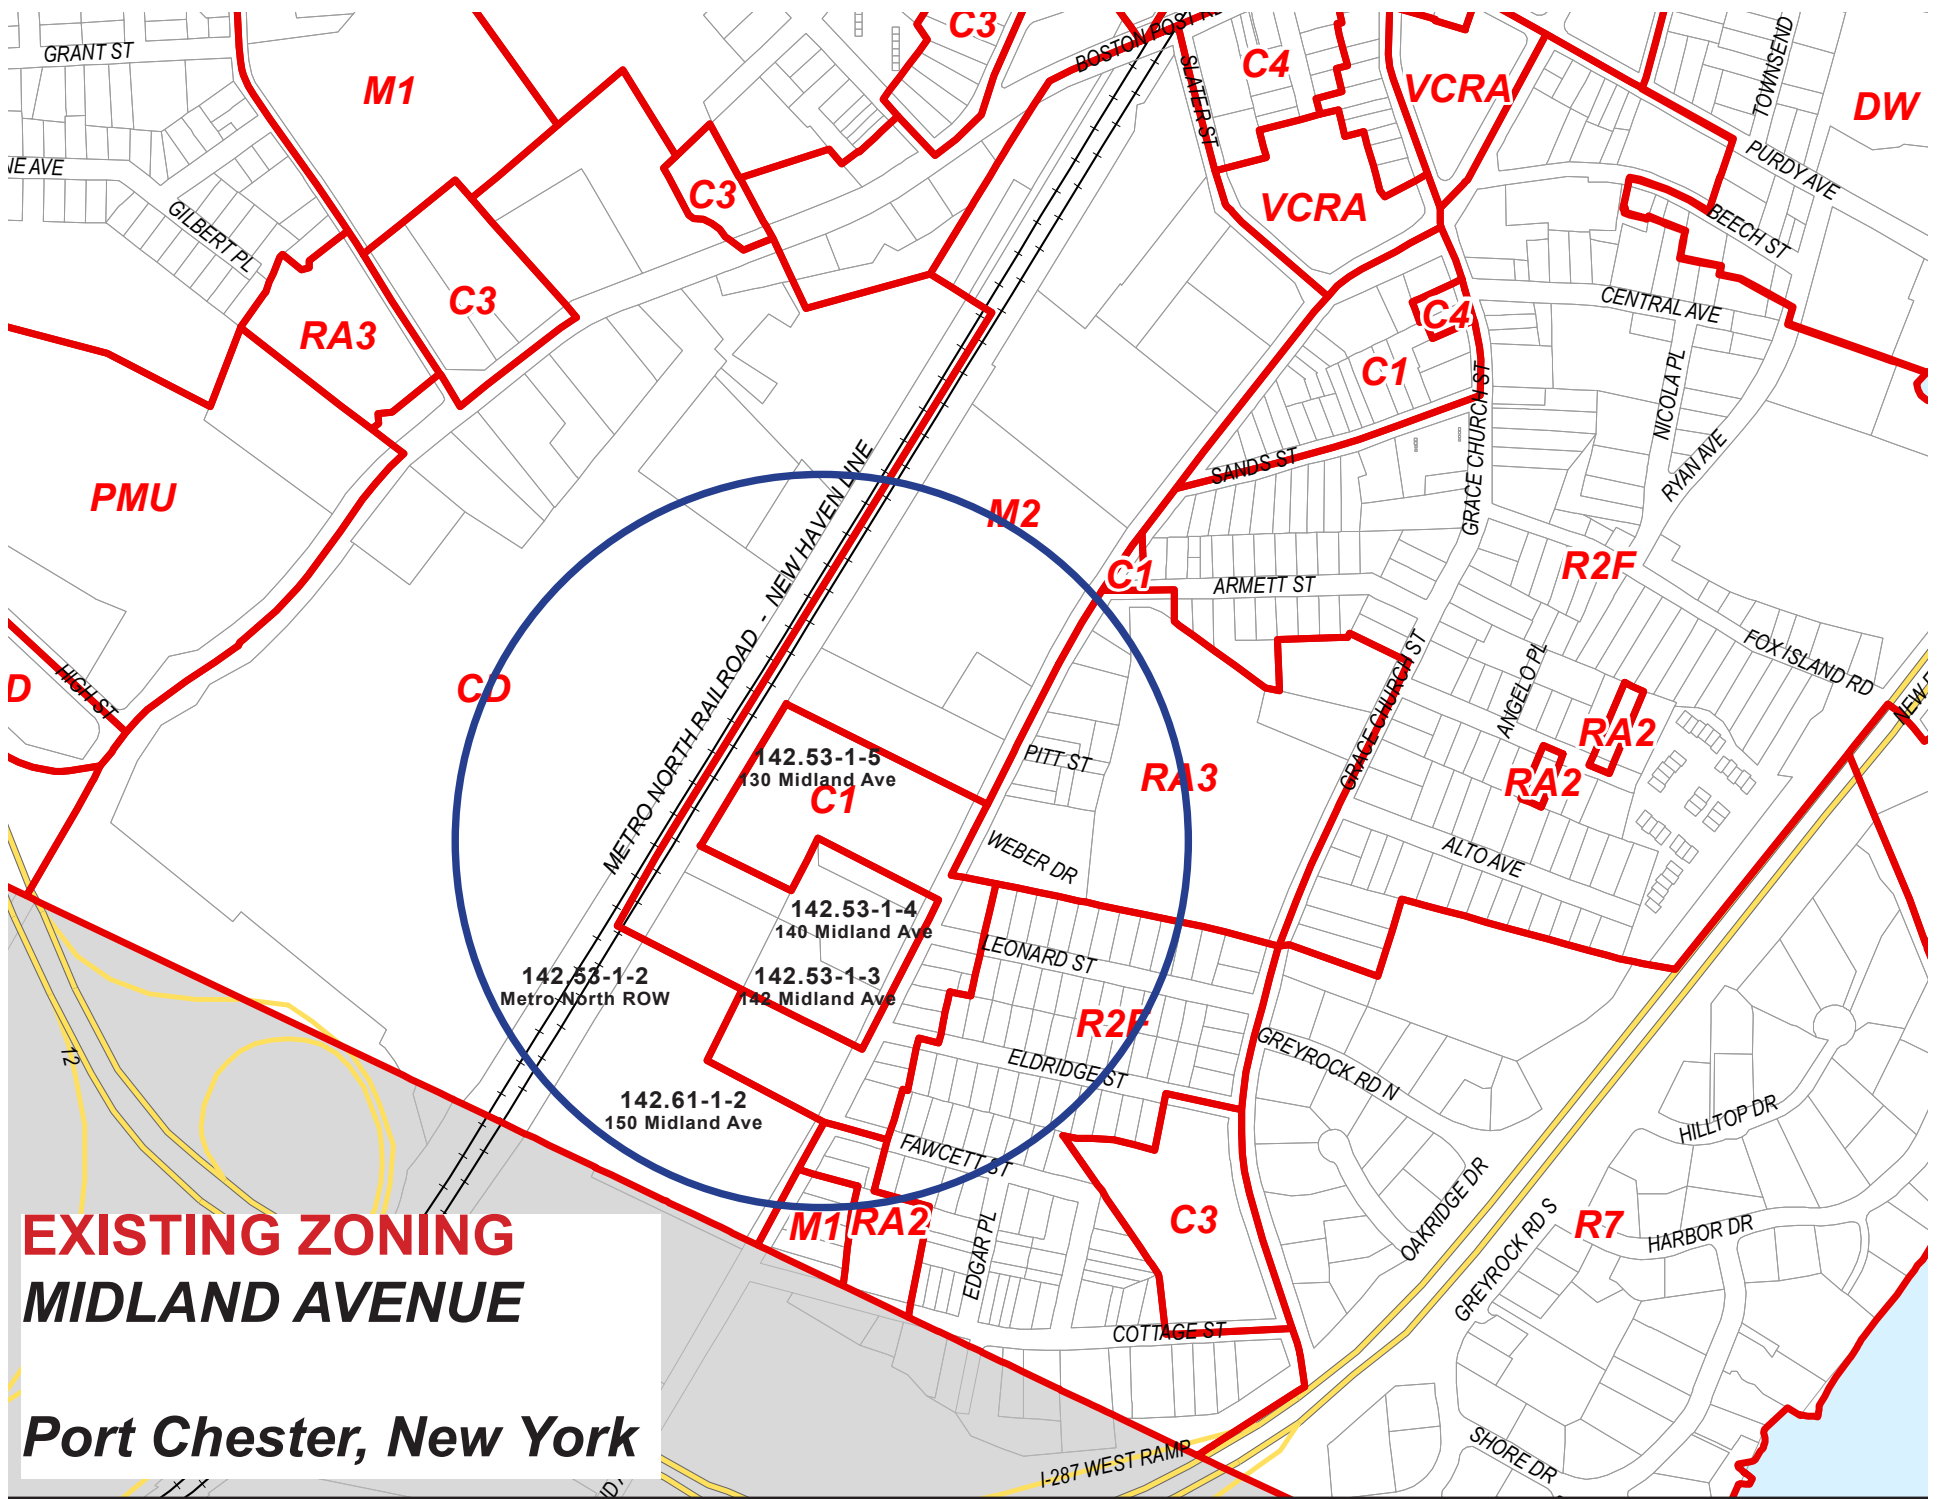 GRANT ST
M1
C3
BOSTON POST
SLATER ST
C4
VCRA
TOWNSEND
DW
NE AVE
GILBERT PL
C3
VCRA
PURDY AVE
BEECH ST
RA3
C3
C4
C1
CENTRAL AVE
NICOLA PL
RYAN AVE
GRACE CHURCH ST
SANDS ST
PMU
METRO NORTH RAILROAD - NEW HAVEN LINE
M2
C1
ARMETT ST
R2F
FOX ISLAND RD
ANGELO PL
D
HIGH ST
CD
GRACE CHURCH ST
RA2
RA2
142.53-1-5
130 Midland Ave
C1
PITT ST
RA3
WEBER DR
ALTO AVE
142.53-1-4
140 Midland Ave
LEONARD ST
142.53-1-2
Metro North ROW
142.53-1-3
142 Midland Ave
R2F
ELDRIDGE ST
GREYROCK RD N
12
142.61-1-2
150 Midland Ave
FAWCETT ST
HILLTOP DR
OAKRIDGE DR
GREYROCK RD S
M1
RA2
EDGAR PL
C3
R7
HARBOR DR
COTTAGE ST
SHORE DR
I-287 WEST RAMP
EXISTING ZONING
MIDLAND AVENUE
Port Chester, New York